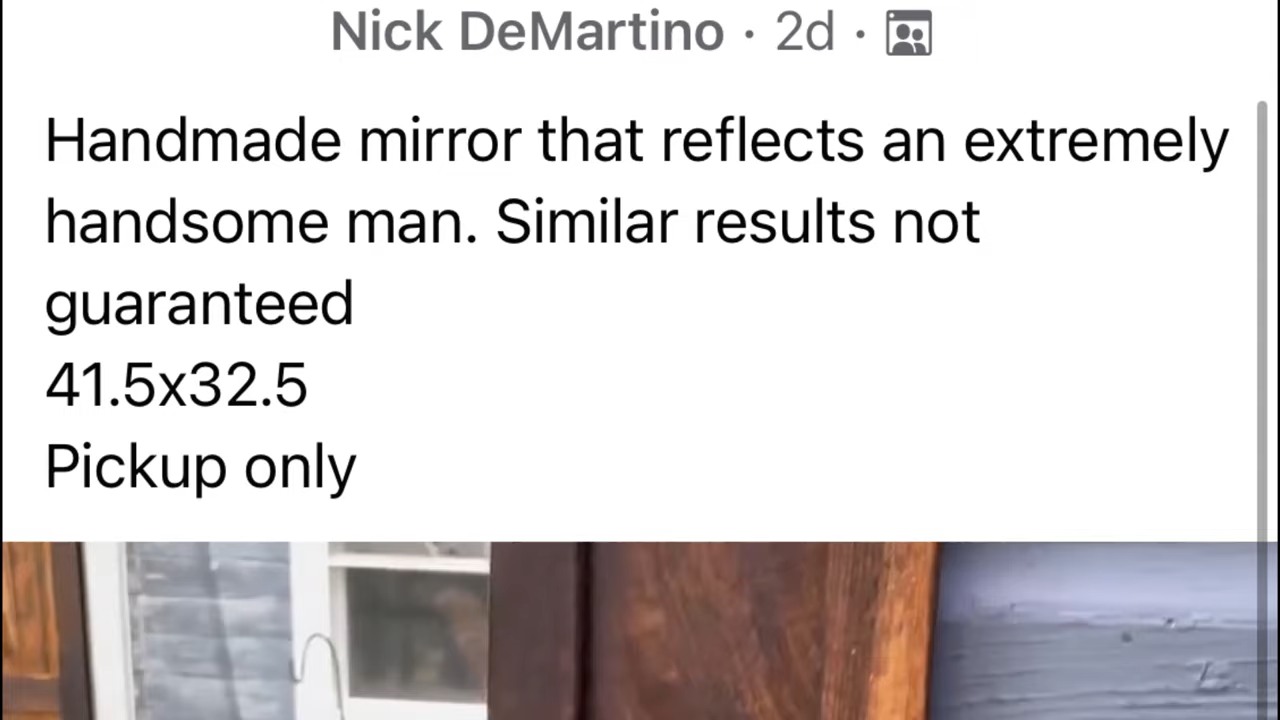 Nick DeMartino · 2d ·
Handmade mirror that reflects an extremely
handsome man. Similar results not
guaranteed
41.5x32.5
Pickup only